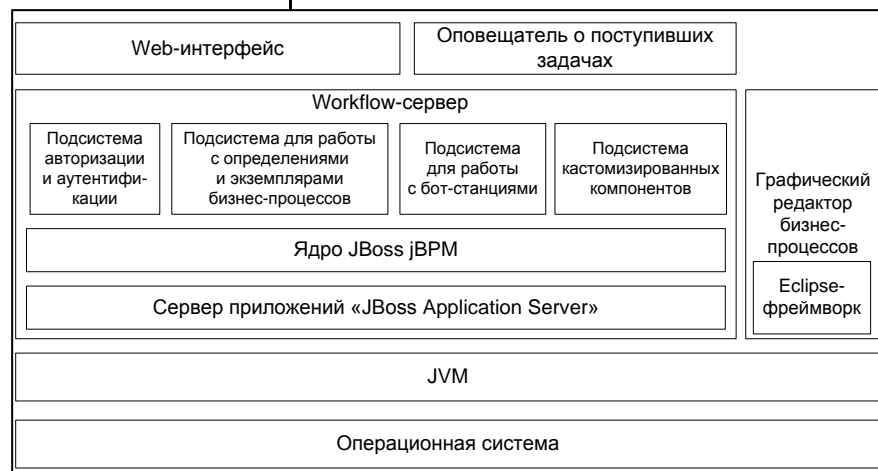 Web-интерфейс
Оповещатель о поступивших
задачах
Workflow-сервер
Подсистема
авторизации
и аутентифи-
кации
Подсистема для работы
с определениями
и экземплярами
бизнес-процессов
Подсистема
для работы
с бот-станциями
Подсистема
кастомизированных
компонентов
Ядро JBoss jBPM
Сервер приложений «JBoss Application Server»
Графический
редактор
бизнес-
процессов
Eclipse-
фреймворк
JVM
Операционная система